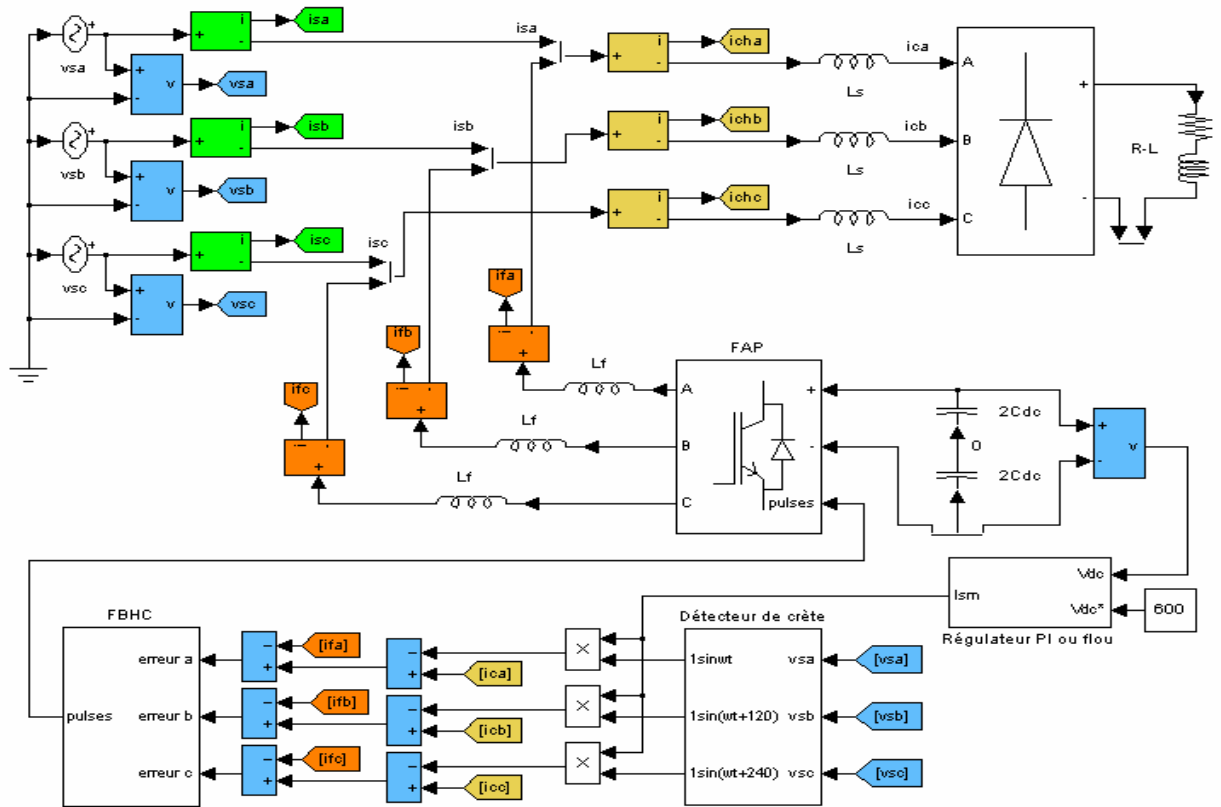 +
i
isa
+
-
vsa
+
v
vsa
-
isa
+
i
icha
-
Ls
ica
A
+
i
isb
+
-
vsb
+
v
vsb
-
isb
+
i
ichb
-
Ls
icb
B
+
i
isc
+
-
vsc
+
v
vsc
-
isc
+
i
ichc
-
Ls
icc
C
+
-
R-L
ifa
i
-
+
Lf
ifb
i
-
+
Lf
ifc
i
-
+
Lf
FAP
A
B
C
+
-
pulses
2Cdc
0
2Cdc
+
v
-
Vdc
Ism
Vdc*
600
Régulateur PI ou flou
FBHC
erreur a
pulses
erreur b
erreur c
-
+
[ifa]
-
+
[ica]
×
-
+
[ifb]
-
+
[icb]
×
-
+
[ifc]
-
+
[icc]
×
Détecteur de crète
1sinwt
vsa
[vsa]
1sin(wt+120)
vsb
[vsb]
1sin(wt+240)
vsc
[vsc]